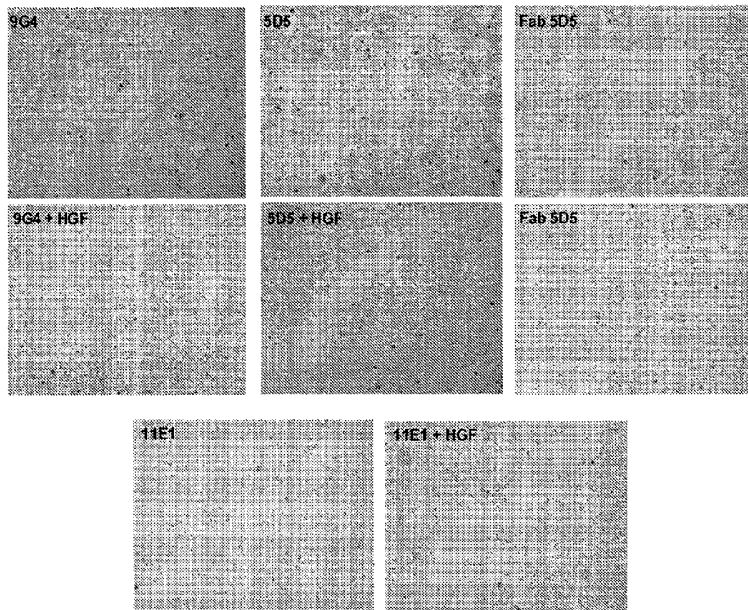 9G4
5D5
Fab 5D5
9G4 + HGF
5D5 + HGF
Fab 5D5
11E1
11E1 + HGF